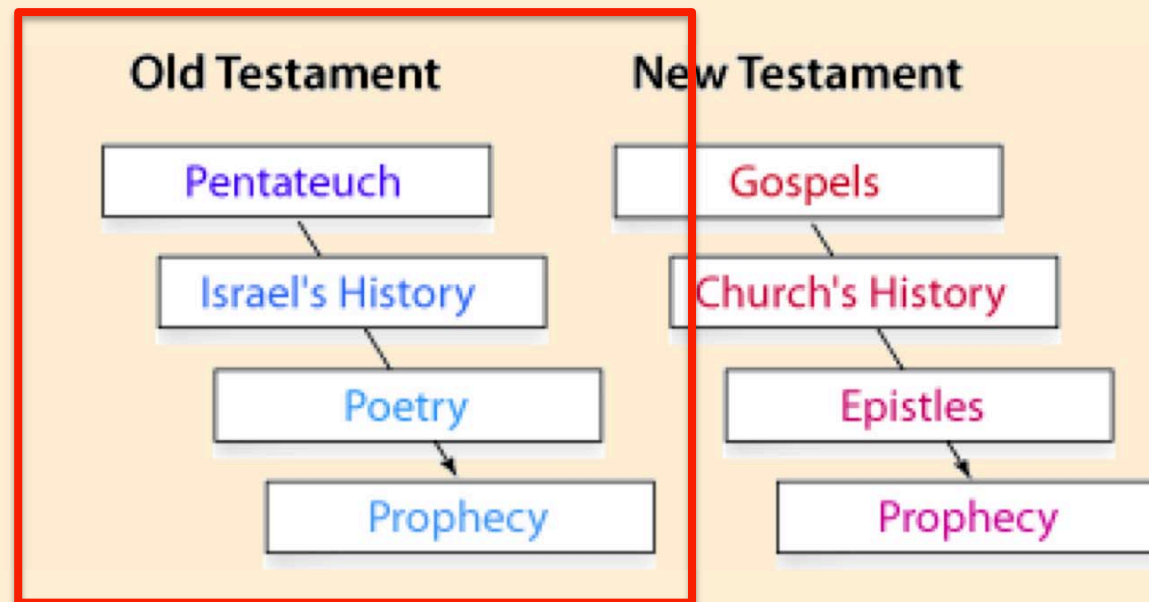 Old Testament
Pentateuch
Israel's History
Poetry
Prophecy
New Testament
Gospels
Church's History
Epistles
Prophecy